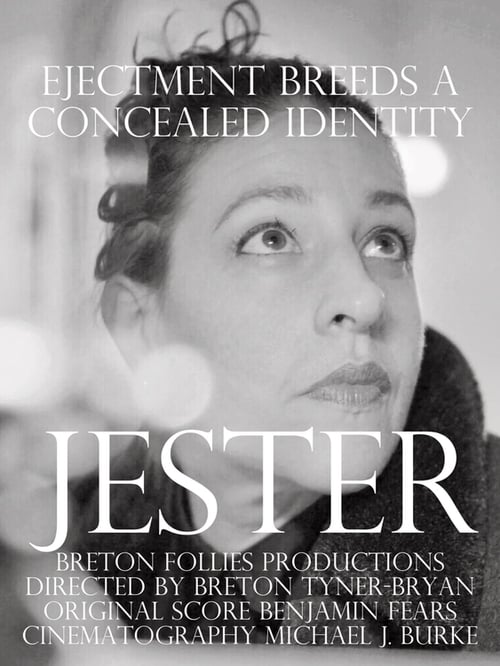 EJECTMENT BREEDS A
CONCEALED IDENTITY
JESTER
BRETON FOLLIES PRODUCTIONS
DIRECTED BY BRETON TYNER-BRYAN
ORIGINAL SCORE BENJAMIN FEARS
CINEMATOGRAPHY MICHAEL J. BURKE